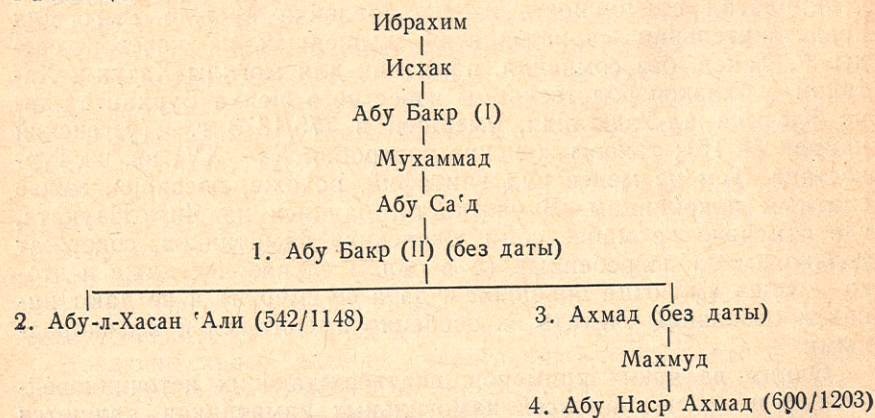 Ибрахим
Исхак
Абу Бакр (I)
Мухаммад
Абу Саʿд
1. Абу Бакр (II) (без даты)
2. Абу-л-Хасан ʿАли (542/1148) 3. Ахмад (без даты)
Махмуд
4. Абу Наср Ахмад (600/1203)